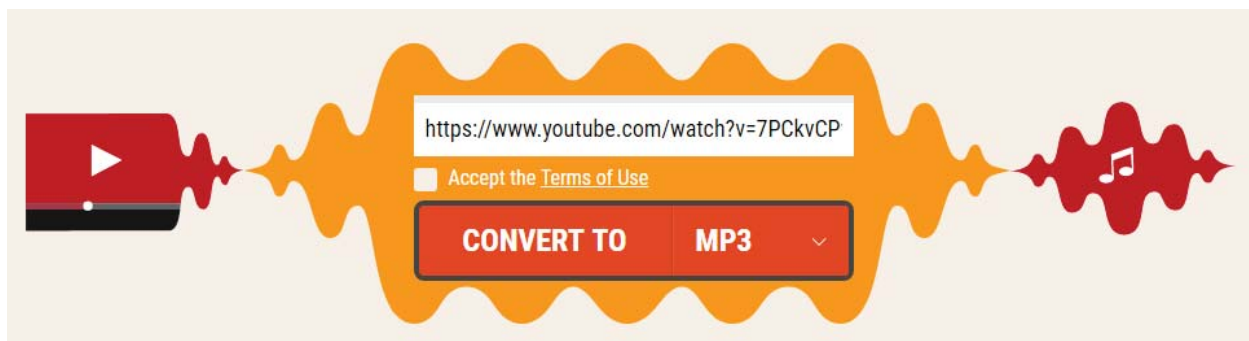 https://www.youtube.com/watch?v=7PCkvCP
Accept the Terms of Use
CONVERT TO MP3